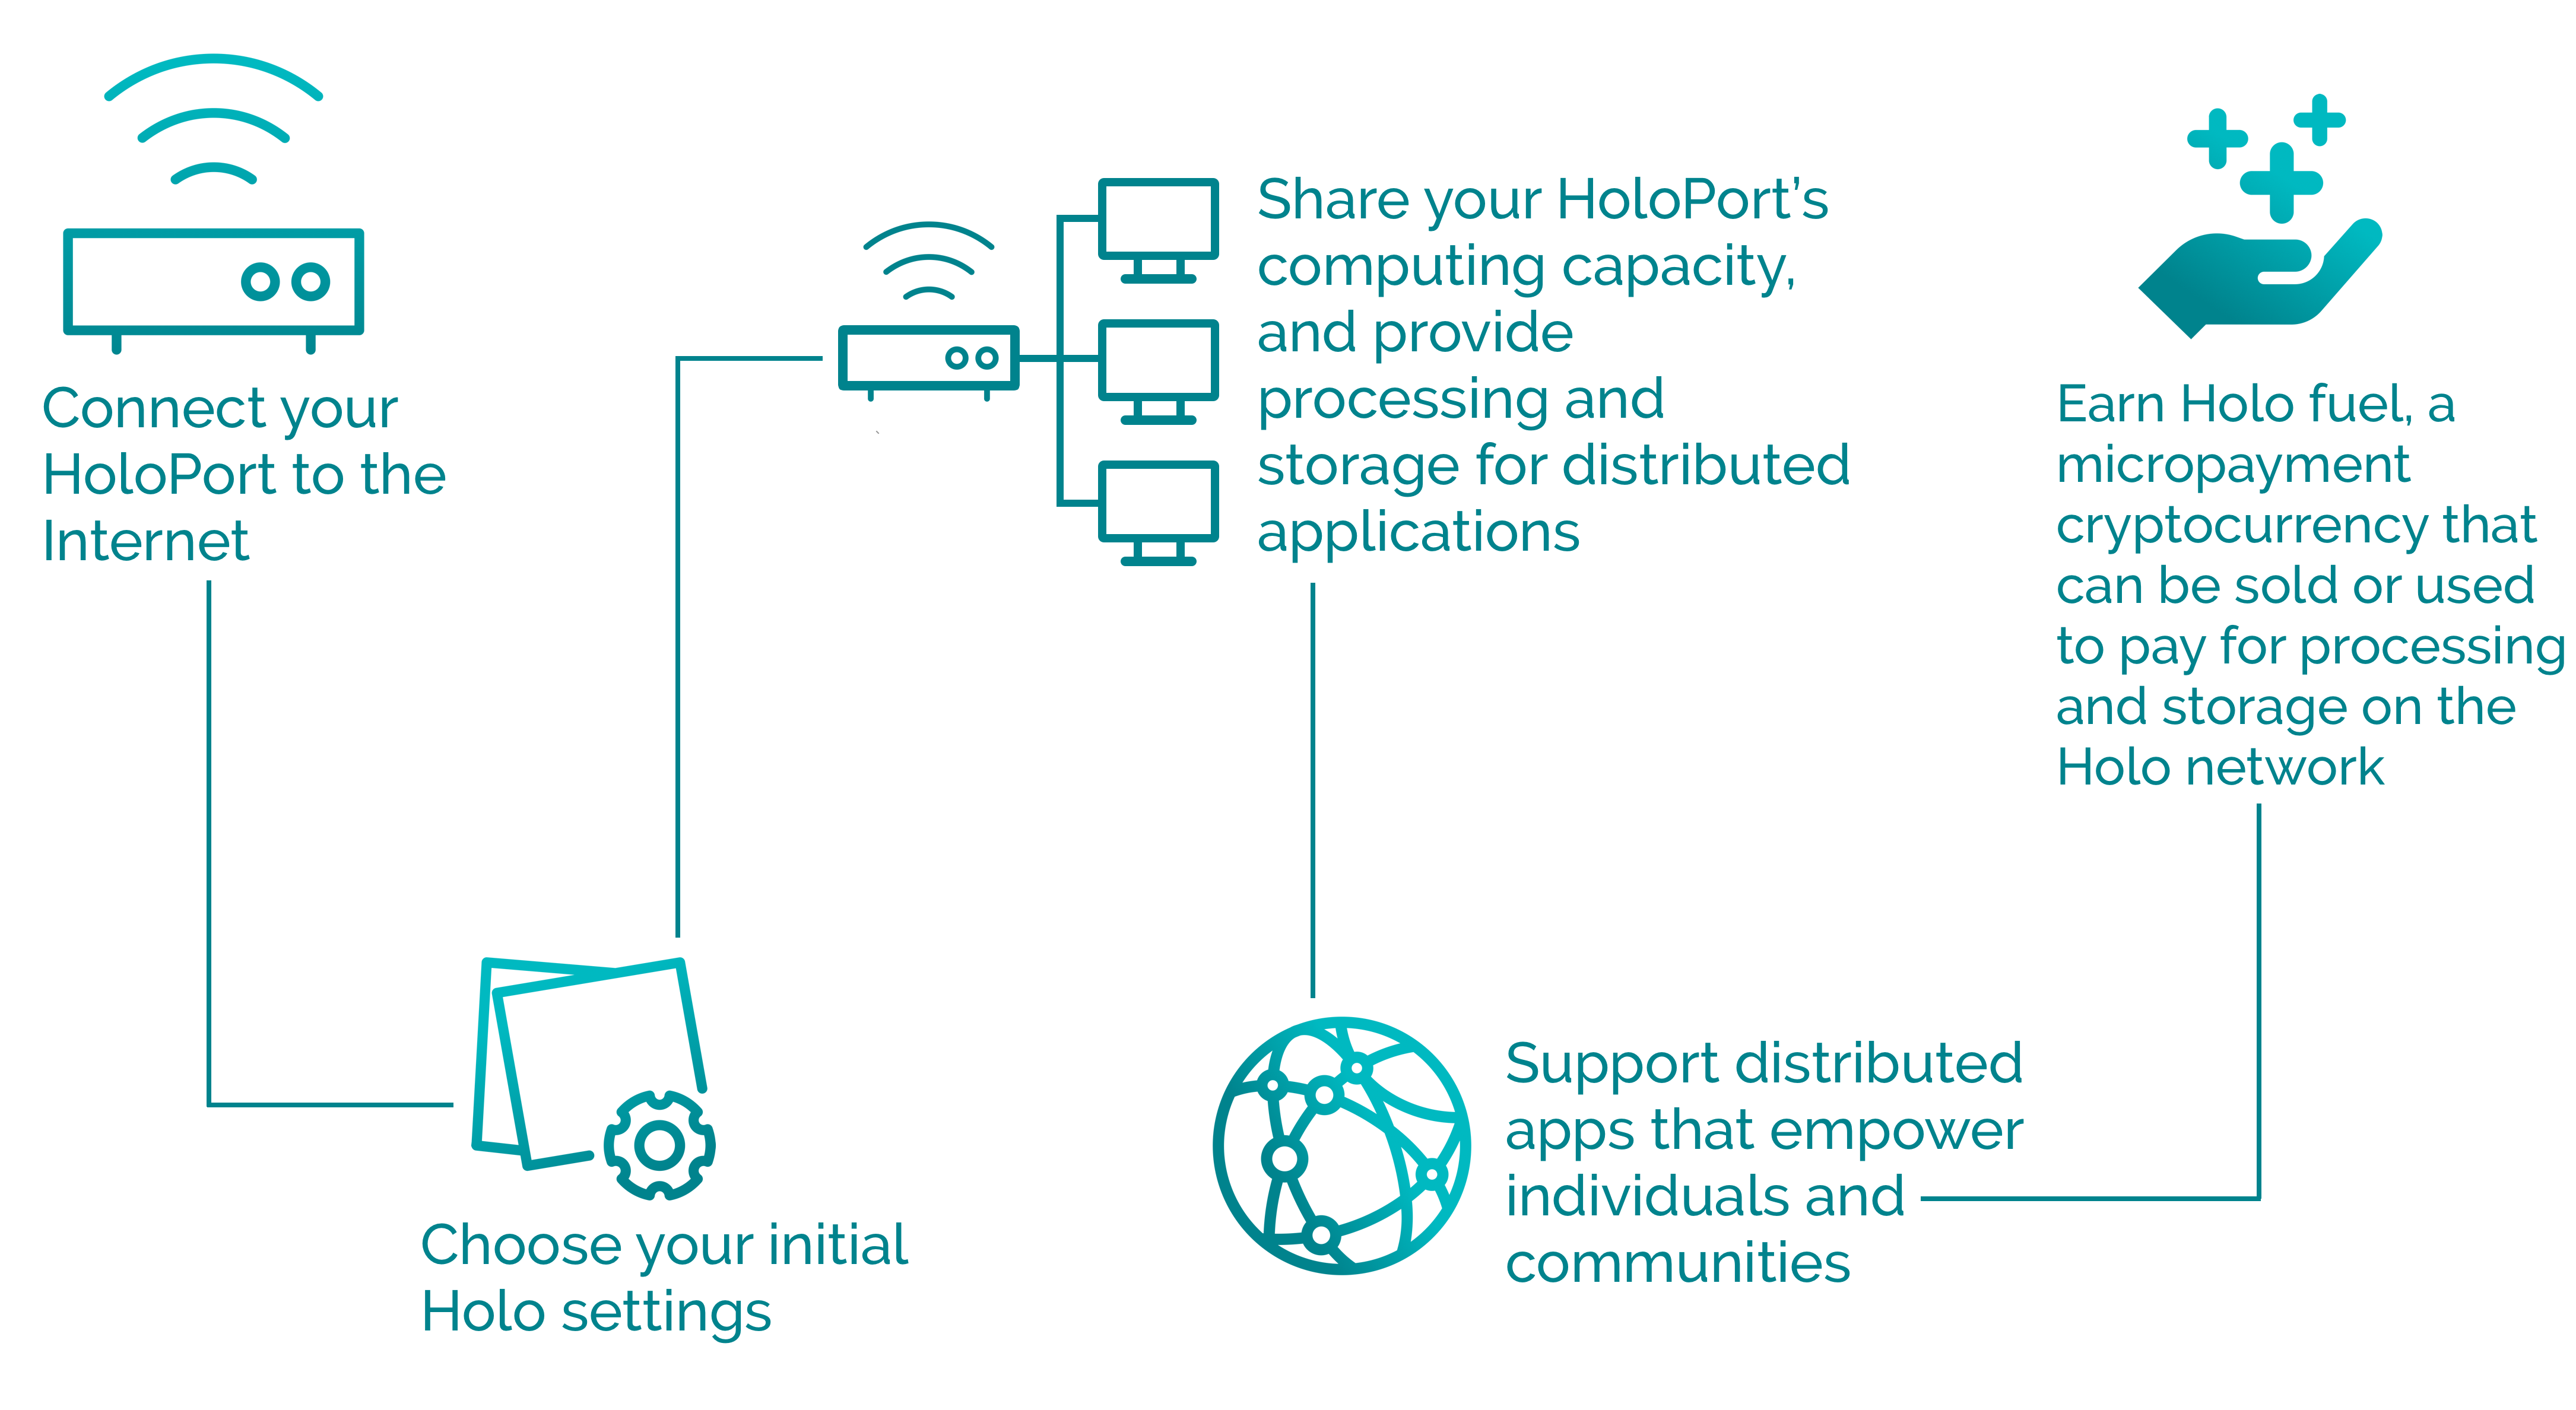 Connect your
HoloPort to the
Internet
Choose your initial
Holo settings
Share your HoloPort’s
computing capacity,
and provide
processing and
storage for distributed
applications
Support distributed
apps that empower
individuals and
communities
Earn Holo fuel, a
micropayment
cryptocurrency that
can be sold or used
to pay for processing
and storage on the
Holo network